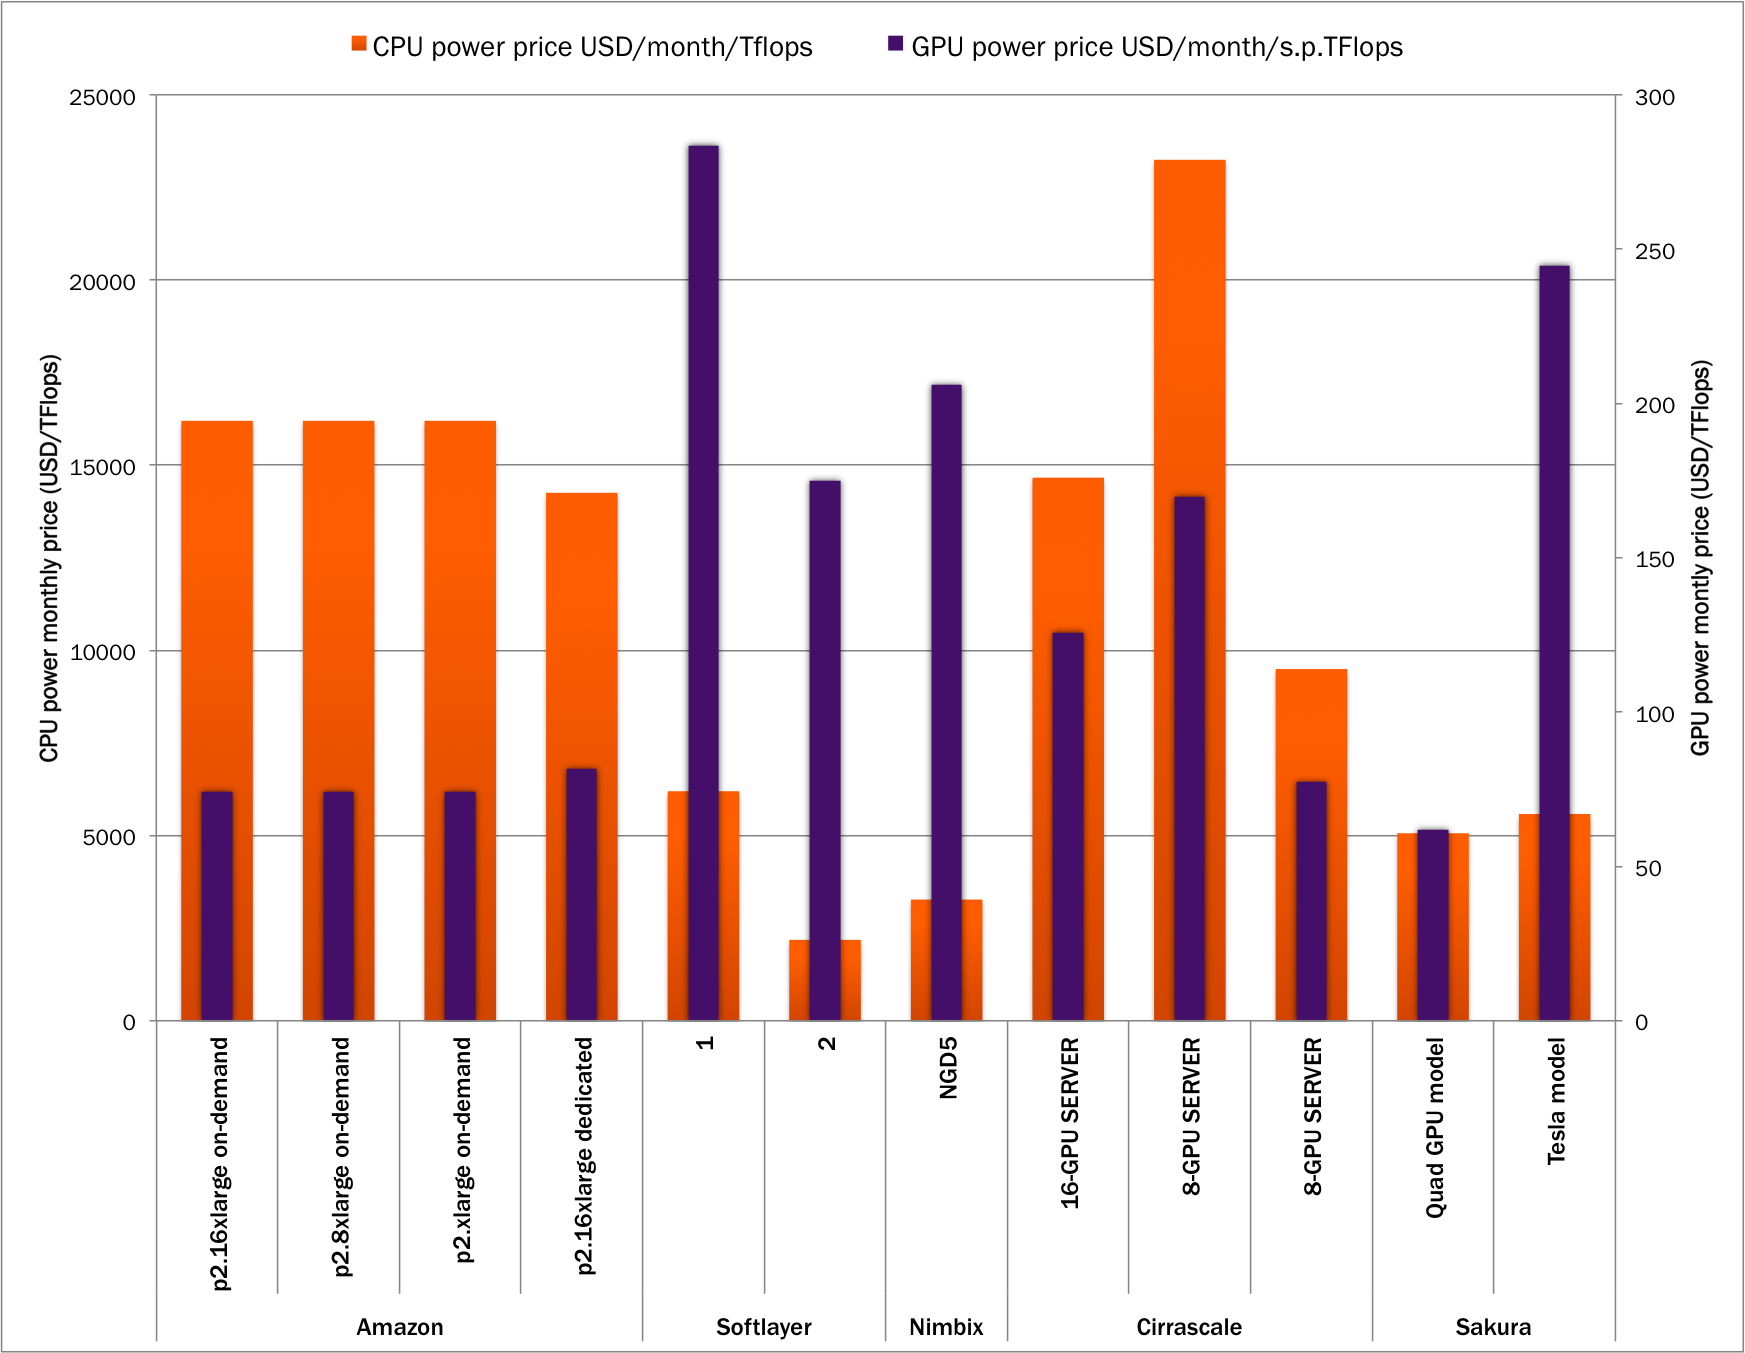 CPU power price USD/month/Tflops
GPU power price USD/month/s.p.TFlops
25000
20000
15000
10000
5000
0
300
250
200
150
100
50
0
CPU power monthly price (USD/TFlops)
GPU power montly price (USD/TFlops)
p2.16xlarge on-demand
p2.8xlarge on-demand
p2.xlarge on-demand
p2.16xlarge dedicated
1
2
NGD5
16-GPU SERVER
8-GPU SERVER
8-GPU SERVER
Quad GPU model
Tesla model
Amazon
Softlayer
Nimbix
Cirrascale
Sakura